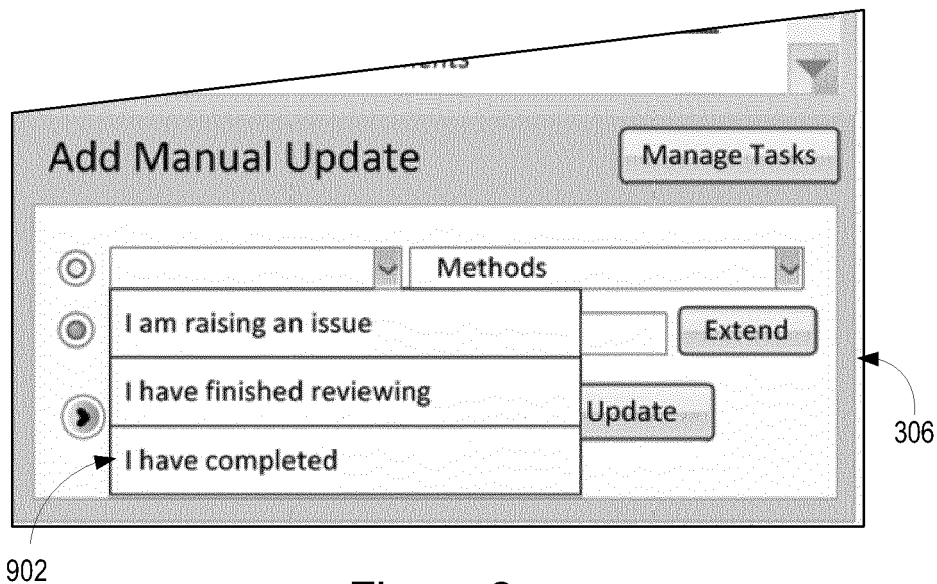 Add Manual Update
Manage Tasks
Methods
I am raising an issue
Extend
I have finished reviewing
Update
I have completed
306
902